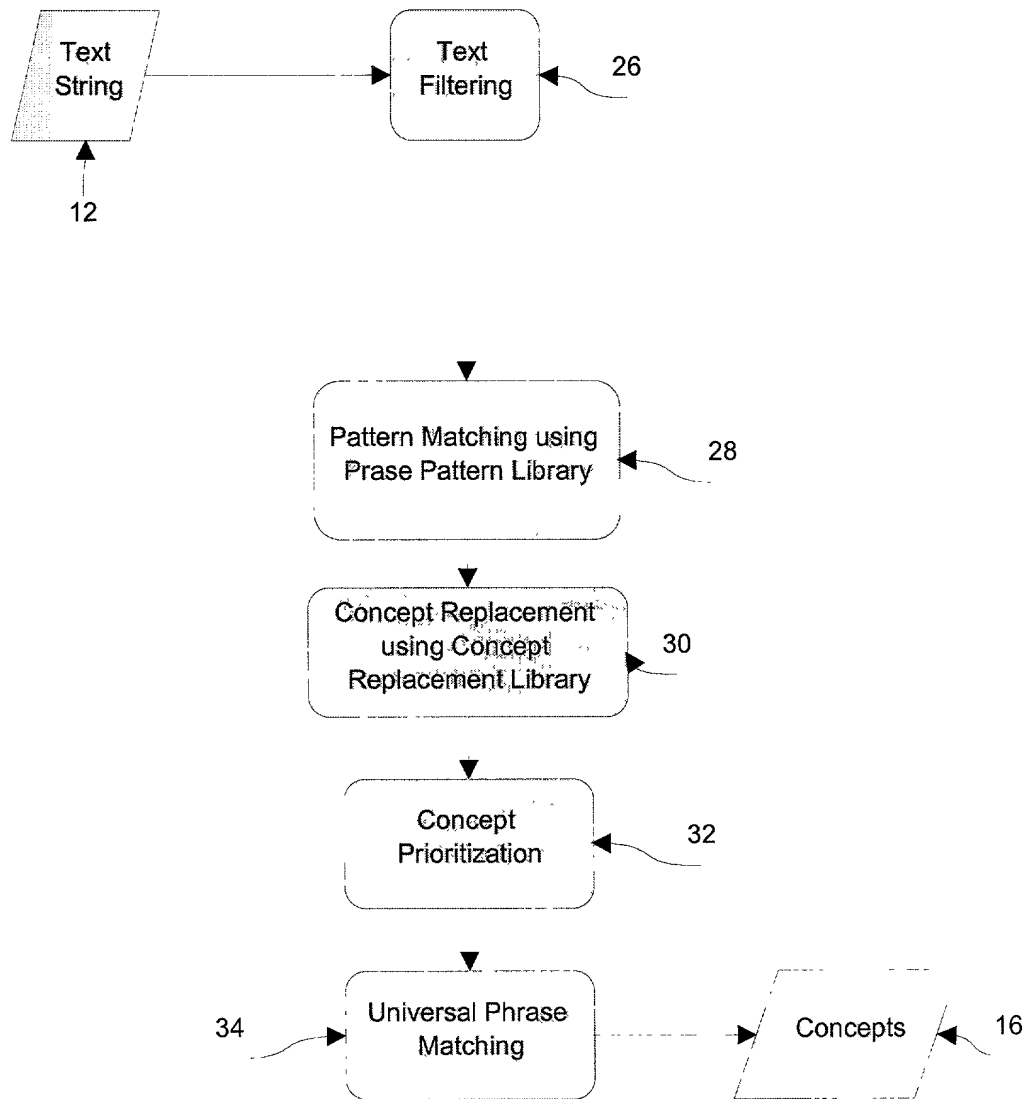 Text
String
Text
Filtering
26
12
Pattern Matching using
Prase Pattern Library
28
Concept Replacement
using Concept
Replacement Library
30
Concept
Prioritization
32
34
Universal Phrase
Matching
Concepts
16